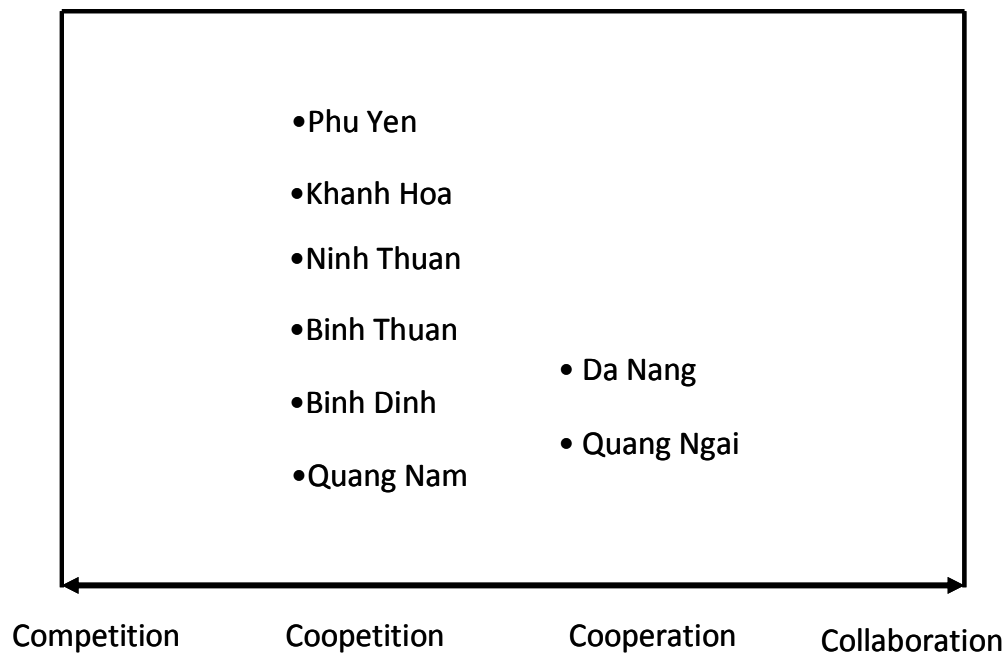 •Phu Yen
•Khanh Hoa
•Ninh Thuan
•Binh Thuan
• Da Nang
•Binh Dinh
• Quang Ngai
•Quang Nam
Competition Coopetition Cooperation Collaboration